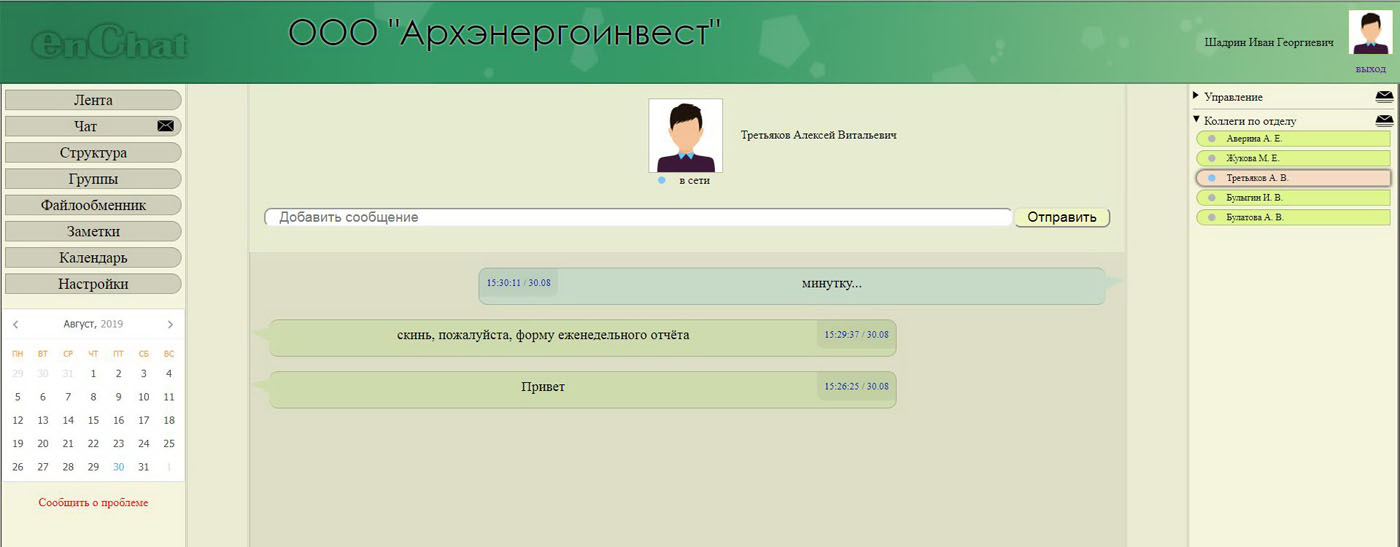 enChat
ООО "Архэнергоинвест"
Шадрин Иван Георгиевич
выход
Лента
Чат
Структура
Группы
Файлообменник
Заметки
Календарь
Настройки
Август, 2019
ПН ВТ СР ЧТ ПТ СБ ВС
29 30 31 1 2 3 4
5 6 7 8 9 10 11
12 13 14 15 16 17 18
19 20 21 22 23 24 25
26 27 28 29 30 31 1
Сообщить о проблеме
Третьяков Алексей Витальевич
в сети
Добавить сообщение
Отправить
15:30:11 / 30.08 минутку...
скинь, пожалуйста, форму еженедельного отчёта 15:29:37 / 30.08
Привет 15:26:25 / 30.08
Управление
Коллеги по отделу
Аверина А. Е.
Жукова М. Е.
Третьяков А. В.
Булыгин И. В.
Булатова А. В.